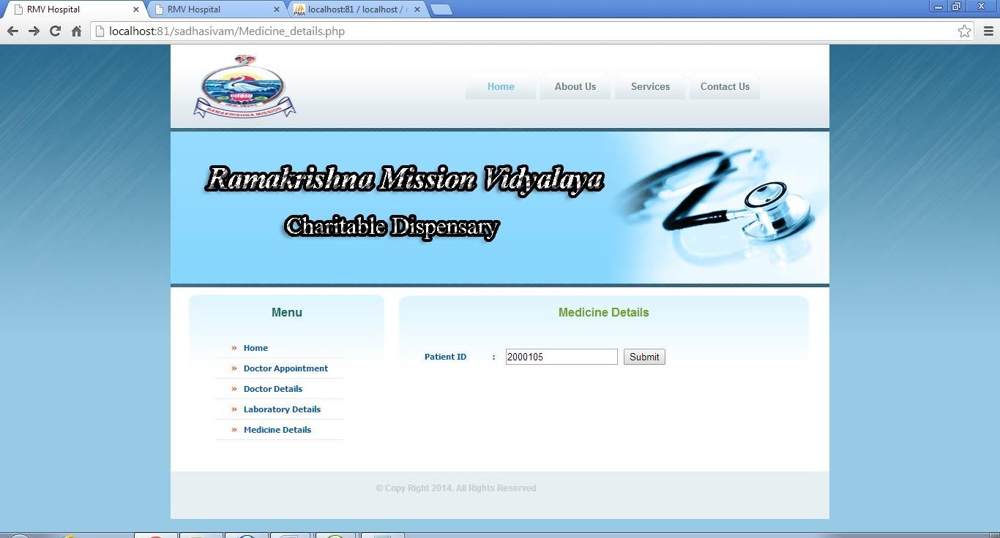 RMV Hospital
RMV Hospital
PMA localhost:81 / localhost /
localhost:81/sadhasivam/Medicine_details.php
RAMAKRISHNA MISSION
Home
About Us
Services
Contact Us
Ramakrishna Mission Vidyalaya
Charitable Dispensary
Menu
» Home
» Doctor Appointment
» Doctor Details
» Laboratory Details
» Medicine Details
Medicine Details
Patient ID : 2000105 Submit
© Copy Right 2014. All Rights Reserved